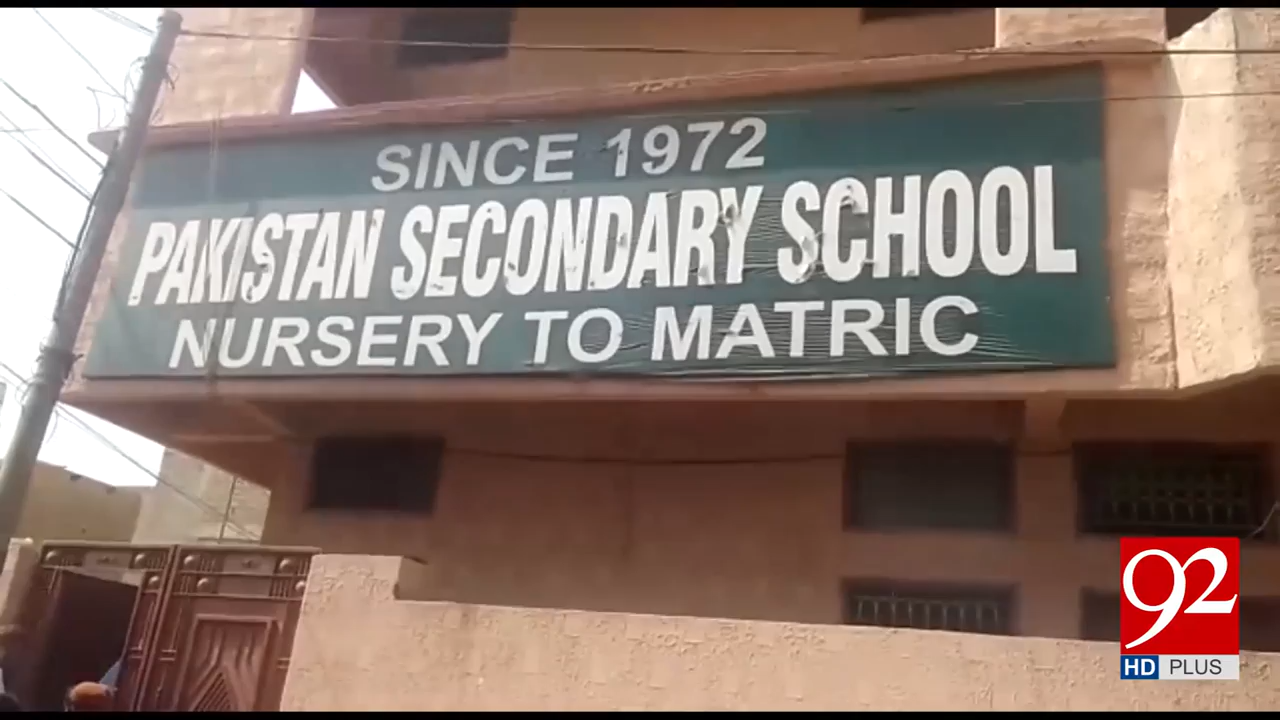 SINCE 1972
PAKISTAN SECONDARY SCHOOL
NURSERY TO MATRIC
92
HD PLUS